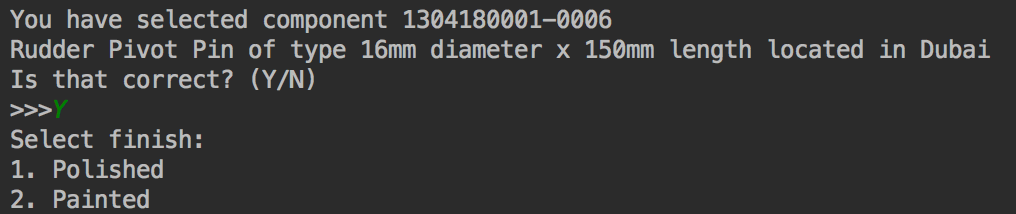 You have selected component 1304180001-0006
Rudder Pivot Pin of type 16mm diameter x 150mm length located in Dubai
Is that correct? (Y/N)
>>>Y
Select finish:
1. Polished
2. Painted